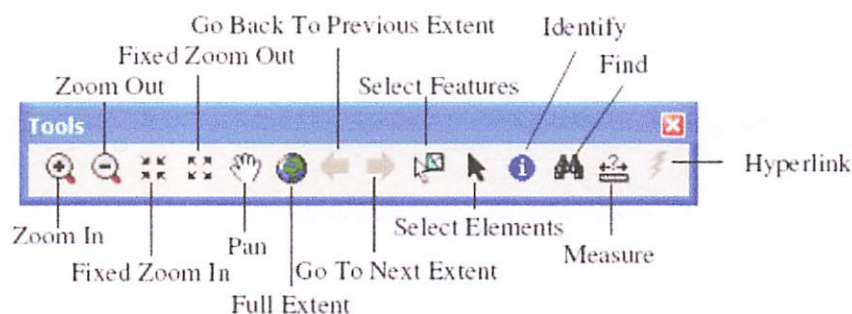 Go Back To Previous Extent
Identify
Fixed Zoom Out
Find
Zoom Out
Select Features
Tools
Hyperlink
Zoom In
Select Elements
Pan
Measure
Fixed Zoom In
Go To Next Extent
Full Extent